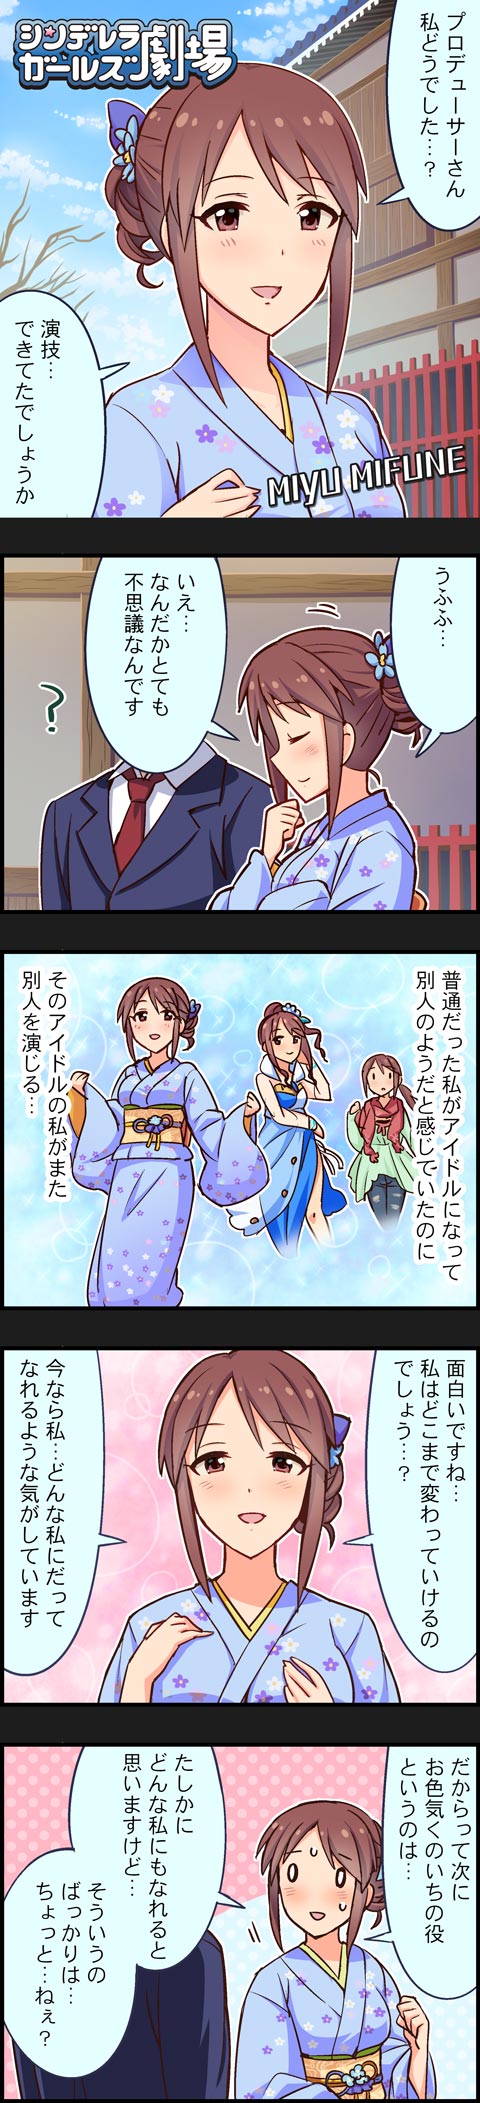 シンデレラ
ガールズ劇場
プロデューサーさん
私どうでした…?
演技…
できてたでしょうか
MIYU MIFUNE
うふふ…
いえ…
なんだかとても
不思議なんです
?
普通だった私がアイドルになって
別人のようだと感じていたのに
そのアイドルの私がまた
別人を演じる…
面白いですね…
私はどこまで変わっていけるの
でしょう…?
今なら私…どんな私にだって
なれるような気がしています
だからって次に
お色気くのいちの役
というのは…
たしかに
どんな私にもなれると
思いますけど…
そういうの
ばっかりは…
ちょっと…ねぇ?